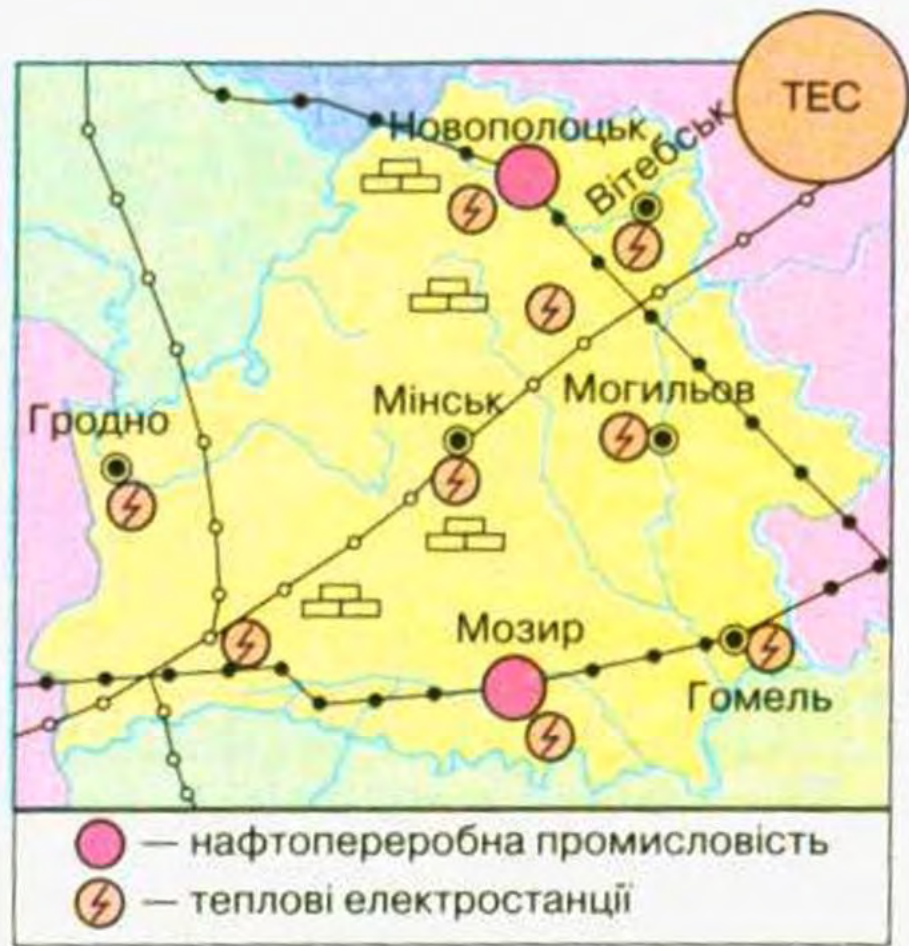 ТЕС
Новополоцьк
Вітебськ
Гродно
Мінськ
Могильов
Мозир
Гомель
— нафтопереробна промисловість
— теплові електростанції